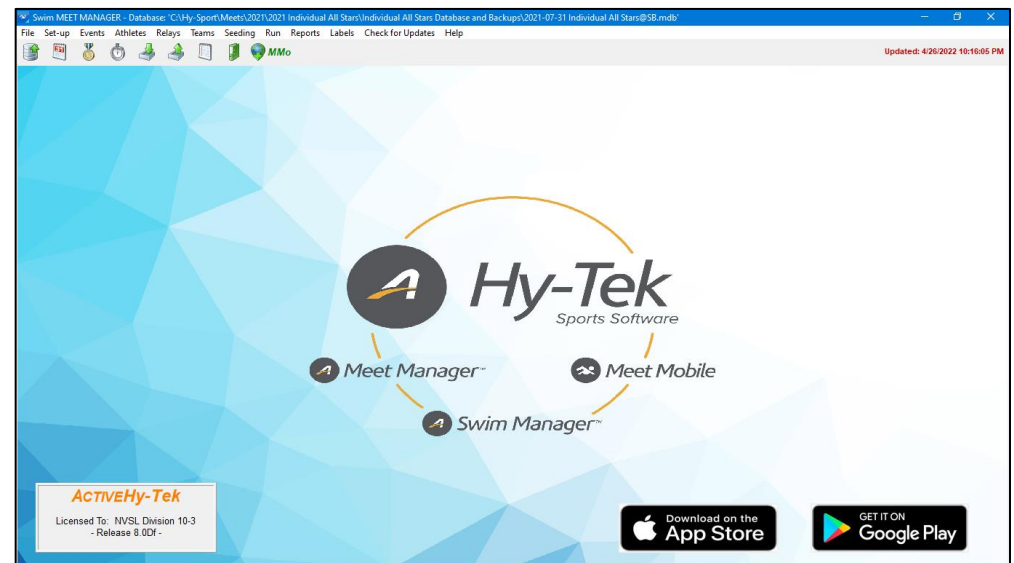 Swim MEET MANAGER - Database: 'C:\Hy-Sport\Meets\2021\2021 Individual All Stars\Individual All Stars Database and Backups\2021-07-31 Individual All Stars@SB.mdb'
File Set-up Events Athletes Relays Teams Seeding Run Reports Labels Check for Updates Help
MMo Updated: 4/26/2022 10:16:05 PM
Hy-Tek
Sports Software
Meet Manager™ Meet Mobile
Swim Manager™
ACTIVEHy-Tek
Licensed To: NVSL Division 10-3
- Release 8.0Df -
Download on the
App Store
GET IT ON
Google Play